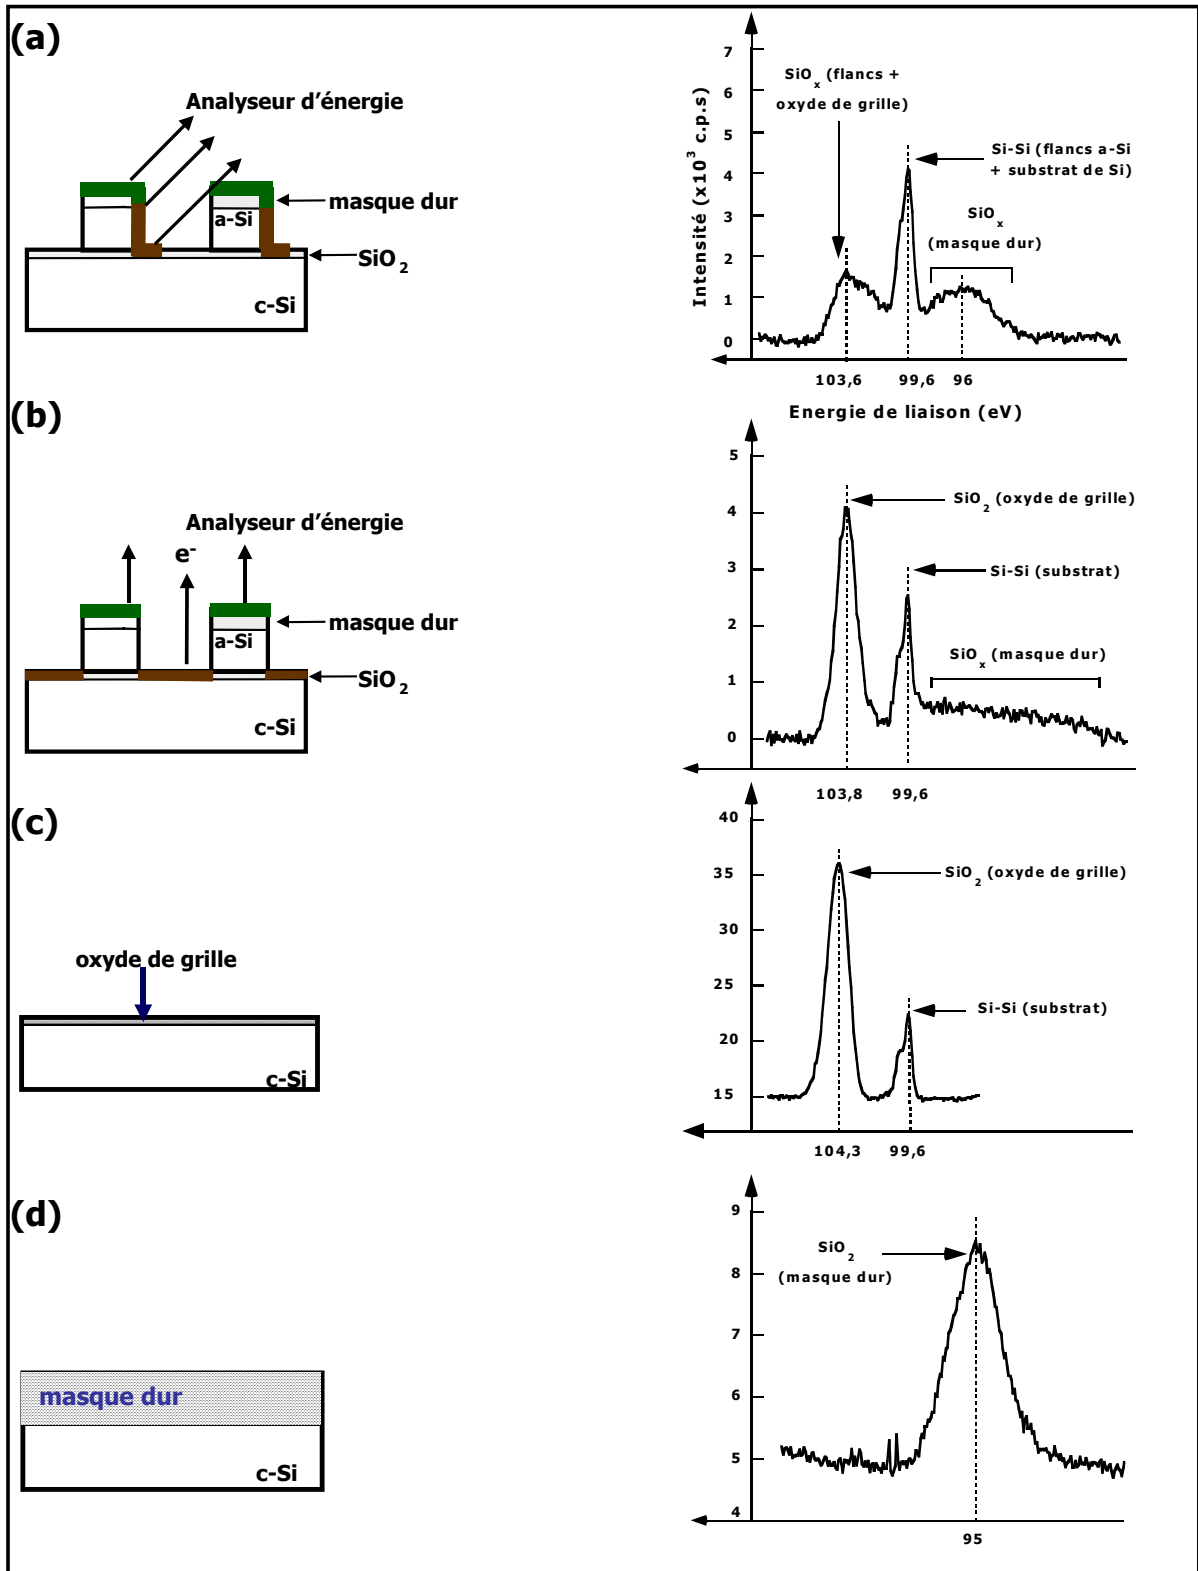 (a)
Analyseur d'énergie
masque dur
a-Si
SiO2
c-Si
Intensité (x10³ c.p.s)
7
6
5
4
3
2
1
0
SiOx (flancs +
oxyde de grille)
Si-Si (flancs a-Si
+ substrat de Si)
SiOx
(masque dur)
103,6
99,6
96
Energie de liaison (eV)
(b)
Analyseur d'énergie
e-
masque dur
a-Si
SiO2
c-Si
5
4
3
2
1
0
SiO2 (oxyde de grille)
Si-Si (substrat)
SiOx (masque dur)
103,8
99,6
(c)
oxyde de grille
c-Si
40
35
30
25
20
15
SiO2 (oxyde de grille)
Si-Si (substrat)
104,3
99,6
(d)
masque dur
c-Si
9
8
7
6
5
4
SiO2
(masque dur)
95